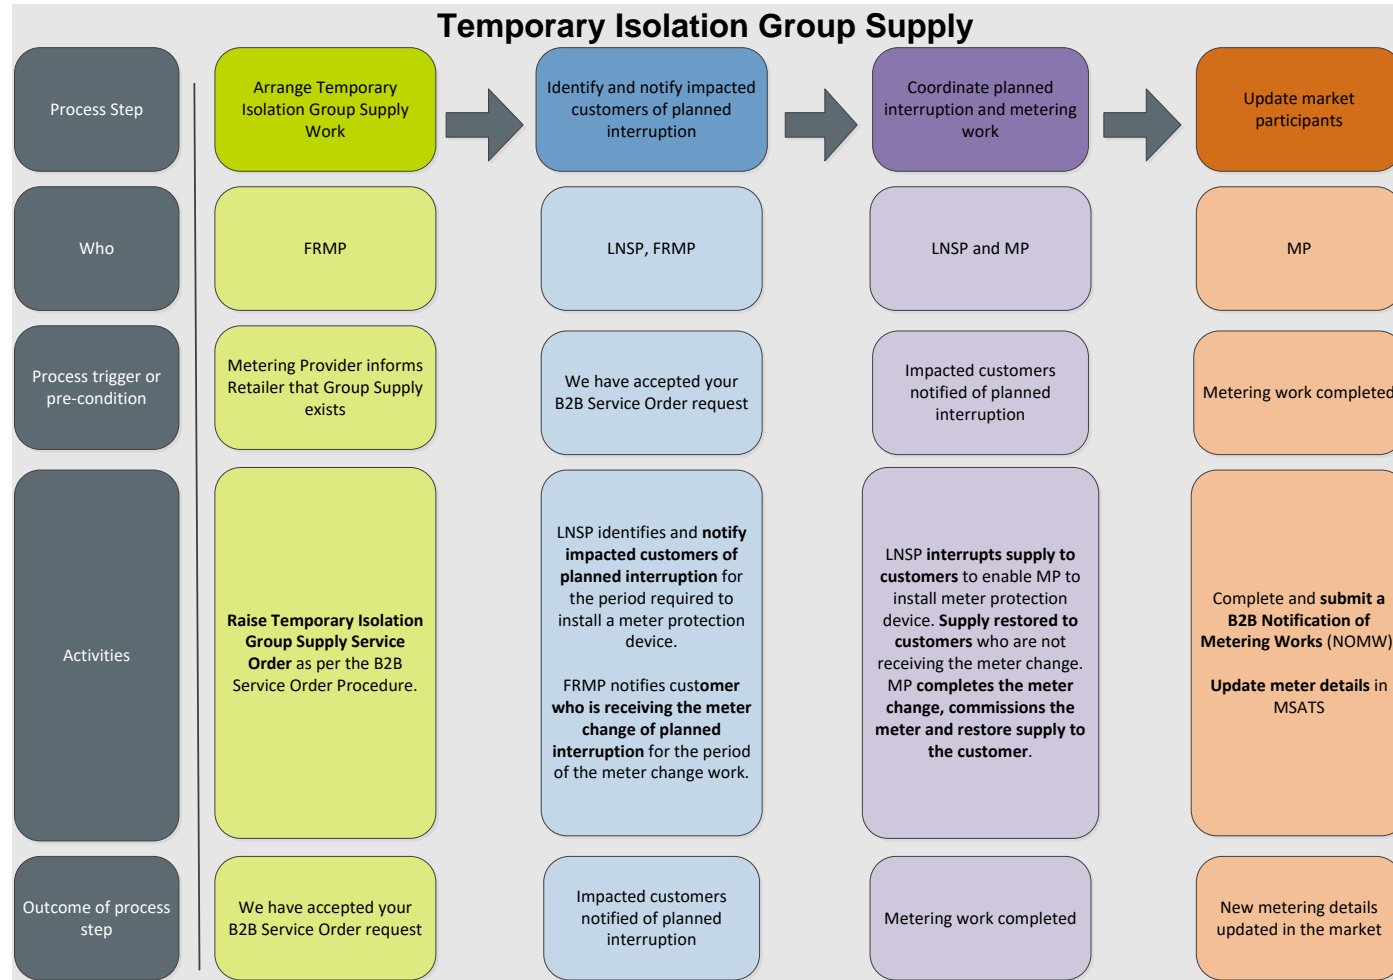 Temporary Isolation Group Supply
Process Step
Arrange Temporary
Isolation Group Supply
Work
Identify and notify impacted
customers of planned
interruption
Coordinate planned
interruption and metering
work
Update market
participants
Who
FRMP
LNSP, FRMP
LNSP and MP
MP
Process trigger or
pre-condition
Metering Provider informs
Retailer that Group Supply
exists
We have accepted your
B2B Service Order request
Impacted customers
notified of planned
interruption
Metering work completed
Activities
Raise Temporary Isolation
Group Supply Service
Order as per the B2B
Service Order Procedure.
LNSP identifies and notify
impacted customers of
planned interruption for
the period required to
install a meter protection
device.
FRMP notifies customer
who is receiving the meter
change of planned
interruption for the period
of the meter change work.
LNSP interrupts supply to
customers to enable MP to
install meter protection
device. Supply restored to
customers who are not
receiving the meter change.
MP completes the meter
change, commissions the
meter and restore supply to
the customer.
Complete and submit a
B2B Notification of
Metering Works (NOMW)
Update meter details in
MSATS
Outcome of process
step
We have accepted your
B2B Service Order request
Impacted customers
notified of planned
interruption
Metering work completed
New metering details
updated in the market